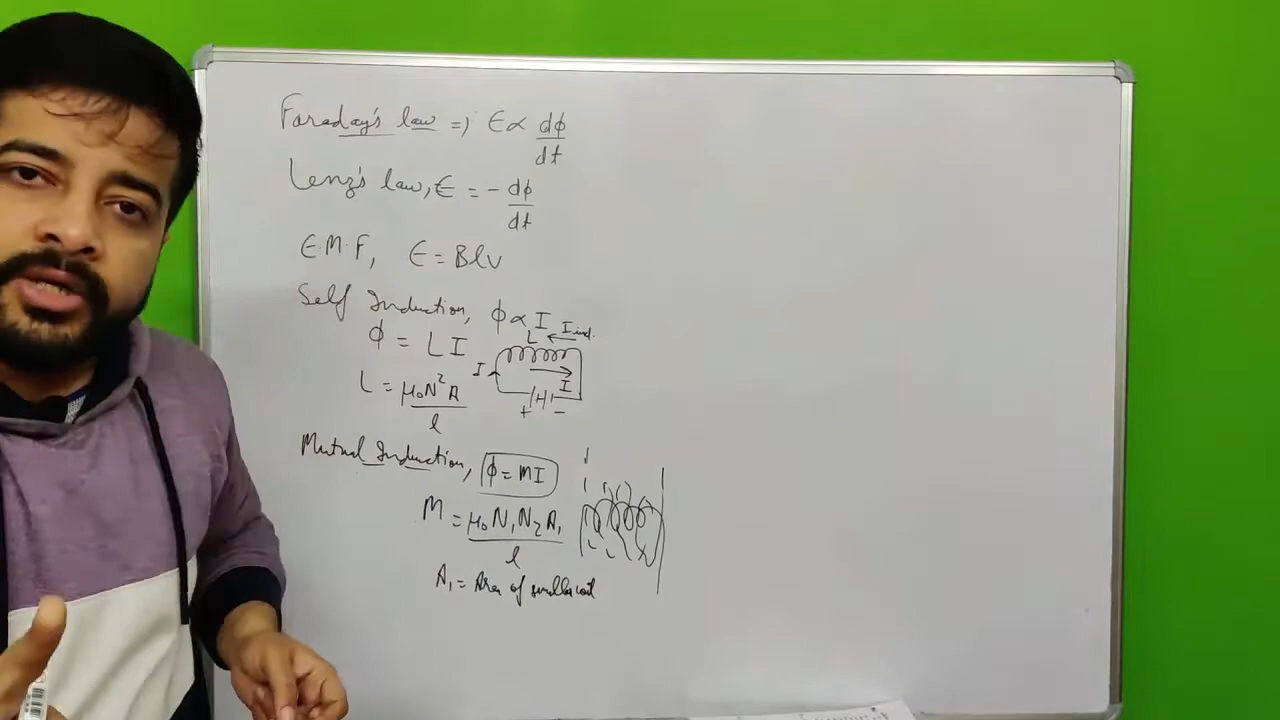 Faraday's law => ε ∝ dφ/dt
Lenz's law, ε = - dφ/dt
E.M.F, ε = Blv
Self Induction, φ ∝ I
φ = LI
L = μ₀N²A/l
L
I ind.
I
I
+ -
Mutual Induction, φ = MI
M = μ₀N₁N₂A₁/l
A₁ = Area of smaller coil